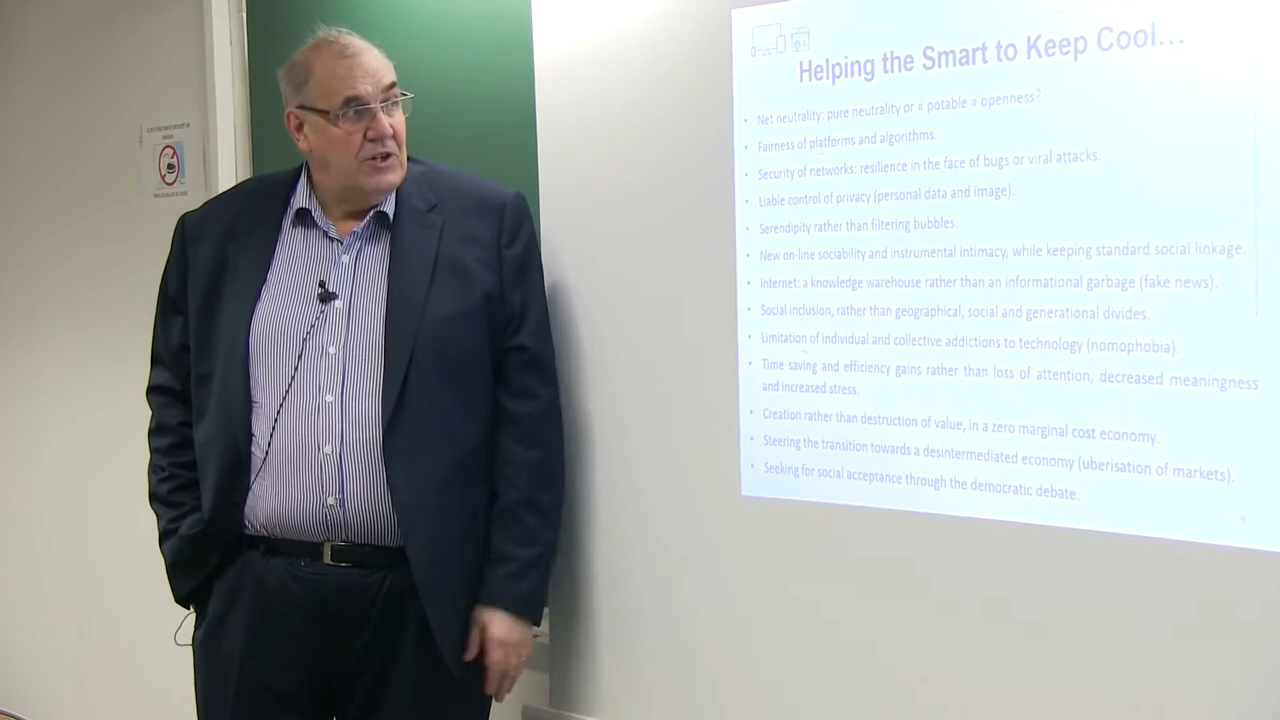 Helping the Smart to Keep Cool...
• Net neutrality: pure neutrality or « potable » openness?
• Fairness of platforms and algorithms.
• Security of networks: resilience in the face of bugs or viral attacks.
• Liable control of privacy (personal data and image).
• Serendipity rather than filtering bubbles.
• New on-line sociability and instrumental intimacy, while keeping standard social linkage.
• Internet: a knowledge warehouse rather than an informational garbage (fake news).
• Social inclusion, rather than geographical, social and generational divides.
• Limitation of individual and collective addictions to technology (nomophobia).
• Time saving and efficiency gains rather than loss of attention, decreased meaningness
and increased stress.
• Creation rather than destruction of value, in a zero marginal cost economy.
• Steering the transition towards a desintermediated economy (uberisation of markets).
• Seeking for social acceptance through the democratic debate.